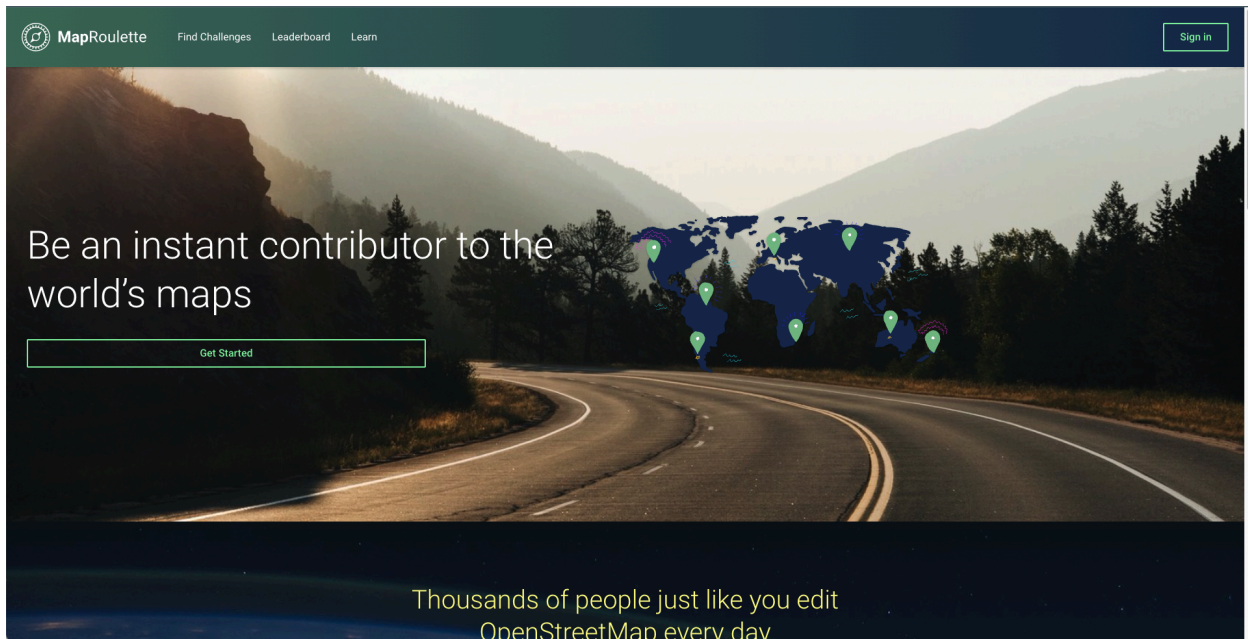 MapRoulette Find Challenges Leaderboard Learn Sign in
Be an instant contributor to the
world's maps
Get Started
Thousands of people just like you edit
OpenStreetMap every day